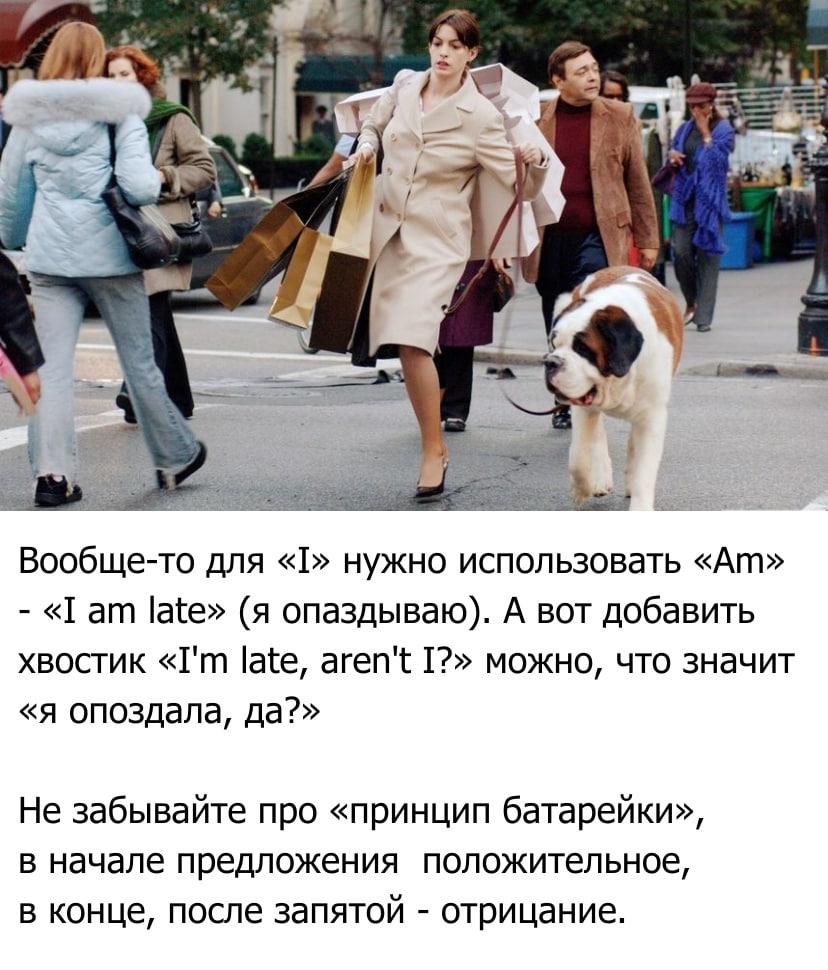 Вообще-то для «I» нужно использовать «Am»
- «I am late» (я опаздываю). А вот добавить
хвостик «I'm late, aren't I?» можно, что значит
«я опоздала, да?»
Не забывайте про «принцип батарейки»,
в начале предложения  положительное,
в конце, после запятой - отрицание.